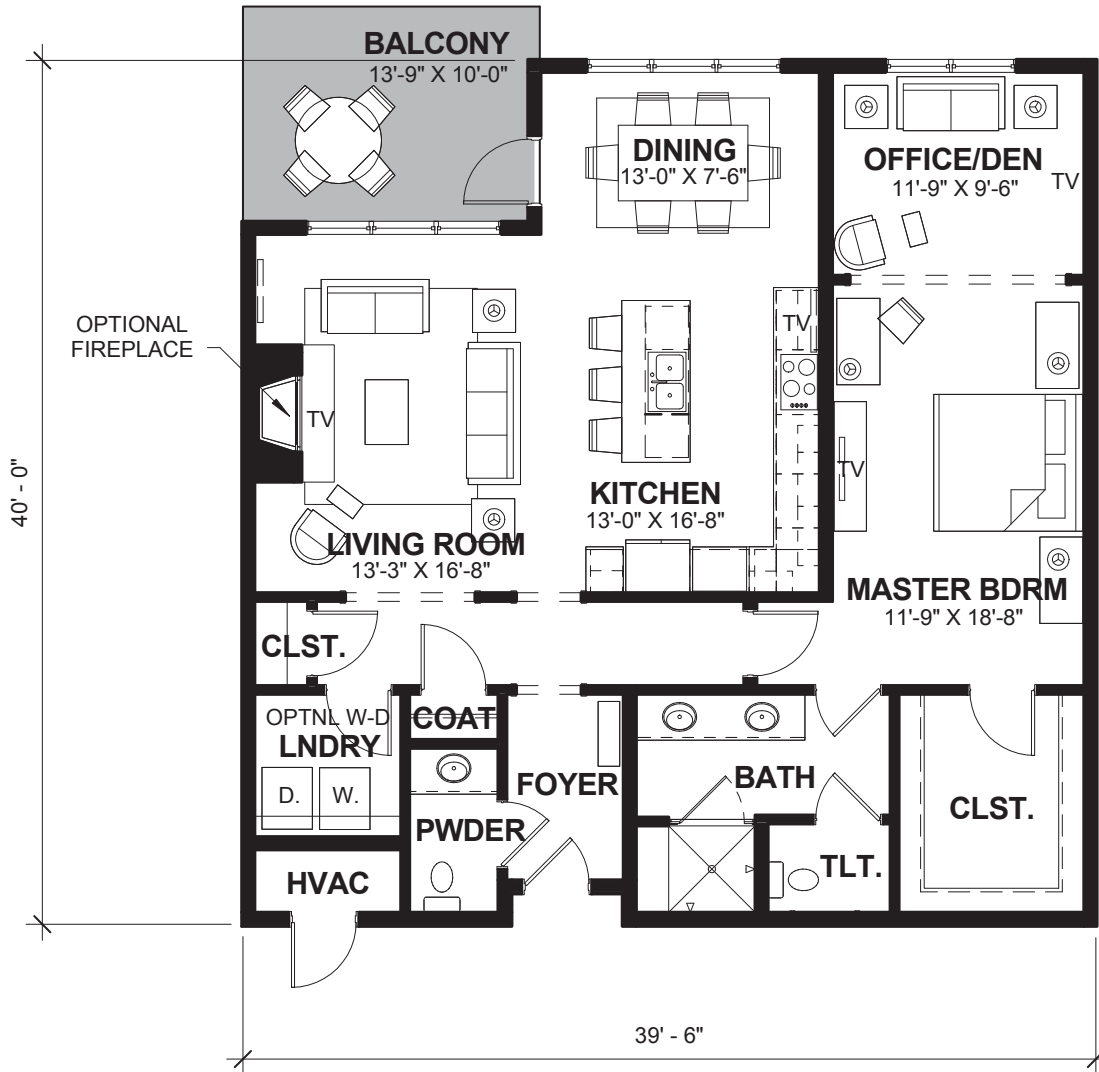 BALCONY
13'-9" X 10'-0"
DINING
13'-0" X 7'-6"
OFFICE/DEN
11'-9" X 9'-6"
TV
OPTIONAL
FIREPLACE
TV
TV
TV
40' - 0"
KITCHEN
13'-0" X 16'-8"
LIVING ROOM
13'-3" X 16'-8"
MASTER BDRM
11'-9" X 18'-8"
CLST.
OPTNL W-D
LNDRY
D.
W.
COAT
FOYER
PWDER
BATH
CLST.
TLT.
HVAC
39' - 6"